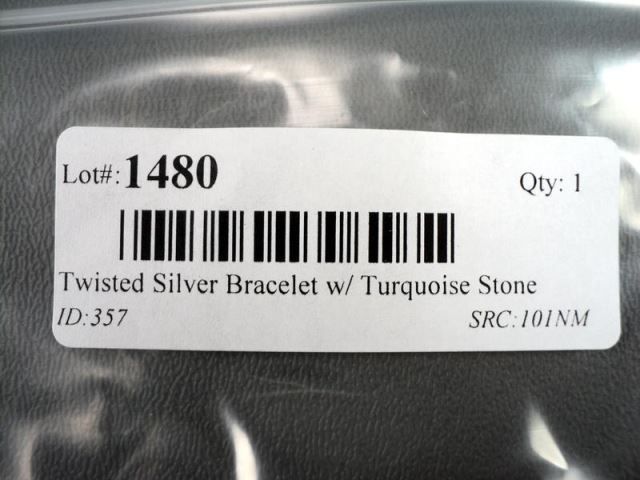 Lot#: 1480 Qty: 1
Twisted Silver Bracelet w/ Turquoise Stone
ID:357 SRC:101NM